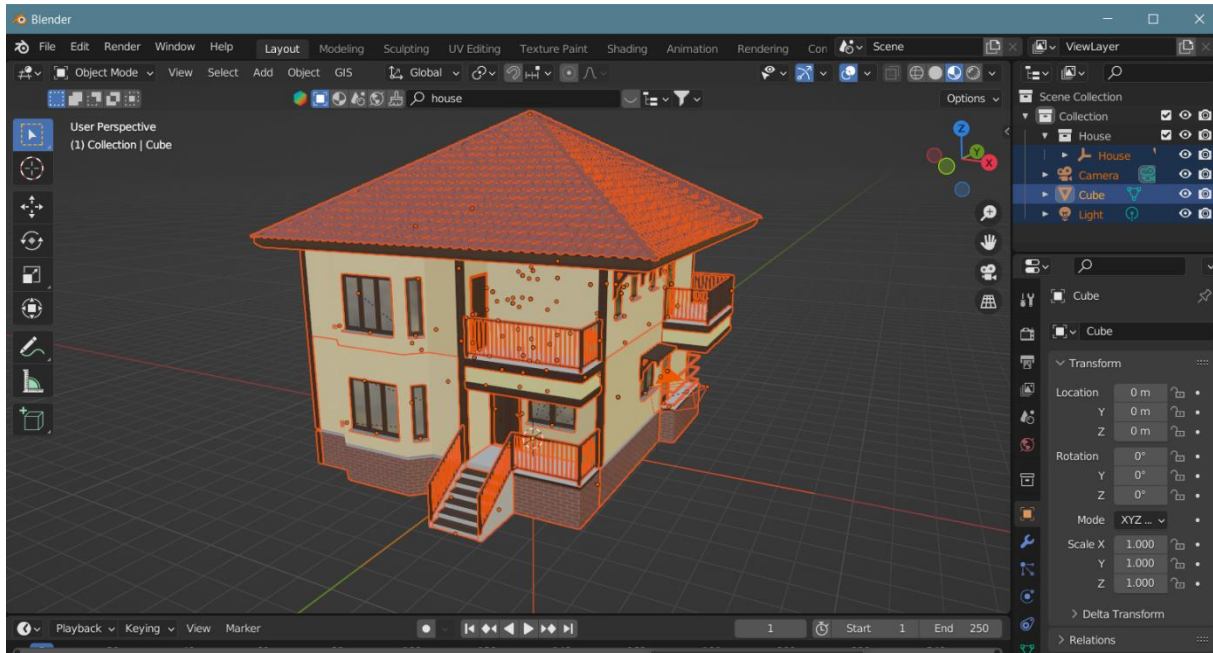 Blender
File Edit Render Window Help Layout Modeling Sculpting UV Editing Texture Paint Shading Animation Rendering Con Scene ViewLayer
Object Mode View Select Add Object GIS Global
house Options
User Perspective
(1) Collection | Cube
Z
Y
X
Scene Collection
Collection
House
House
Camera
Cube
Light
Cube
Cube
Transform
Location 0 m
Y 0 m
Z 0 m
Rotation 0°
Y 0°
Z 0°
Mode XYZ ...
Scale X 1.000
Y 1.000
Z 1.000
Delta Transform
Relations
Playback Keying View Marker 1 Start 1 End 250